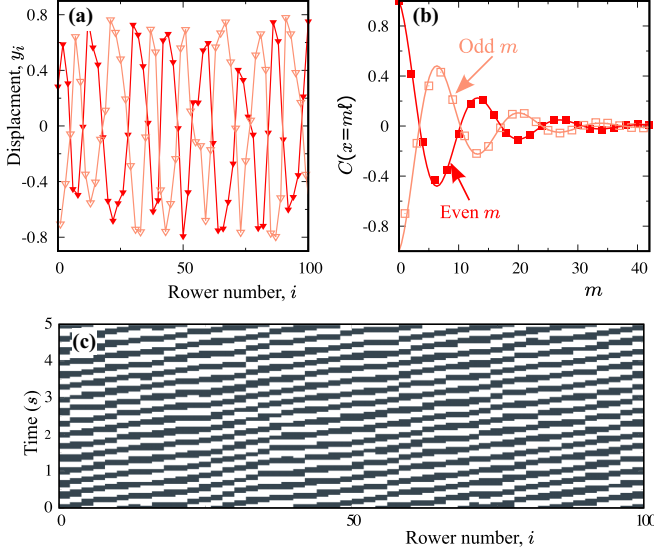 (a)
Displacment, yᵢ
0.8
0.4
0
-0.4
-0.8
0
50
100
Rower number, i
(b)
C(x=mℓ)
0.8
0.4
0
-0.4
-0.8
Odd m
Even m
0
10
20
30
40
m
(c)
Time (s)
5
4
3
2
1
0
0
50
100
Rower number, i